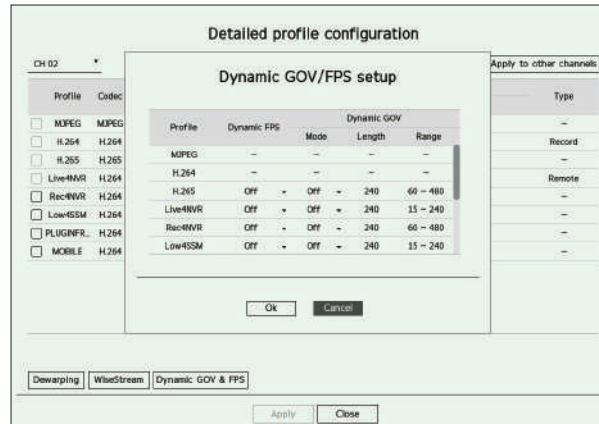 Detailed profile configuration
CH 02
Apply to other channels
Profile Codec Type
MJPEG MJPEG –
H.264 H.264 Record
H.265 H.265 –
Live4NVR H.264 Remote
Rec4NVR H.264 –
Low4SSM H.264 –
PLUGINFR... H.264 –
MOBILE H.264 –
Dynamic GOV/FPS setup
Profile Dynamic FPS Dynamic GOV
Mode Length Range
MJPEG – – – –
H.264 – – – –
H.265 Off Off 240 60 ~ 480
Live4NVR Off Off 240 15 ~ 240
Rec4NVR Off Off 240 60 ~ 480
Low4SSM Off Off 240 15 ~ 240
Ok Cancel
Dewarping WiseStream Dynamic GOV & FPS
Apply Close